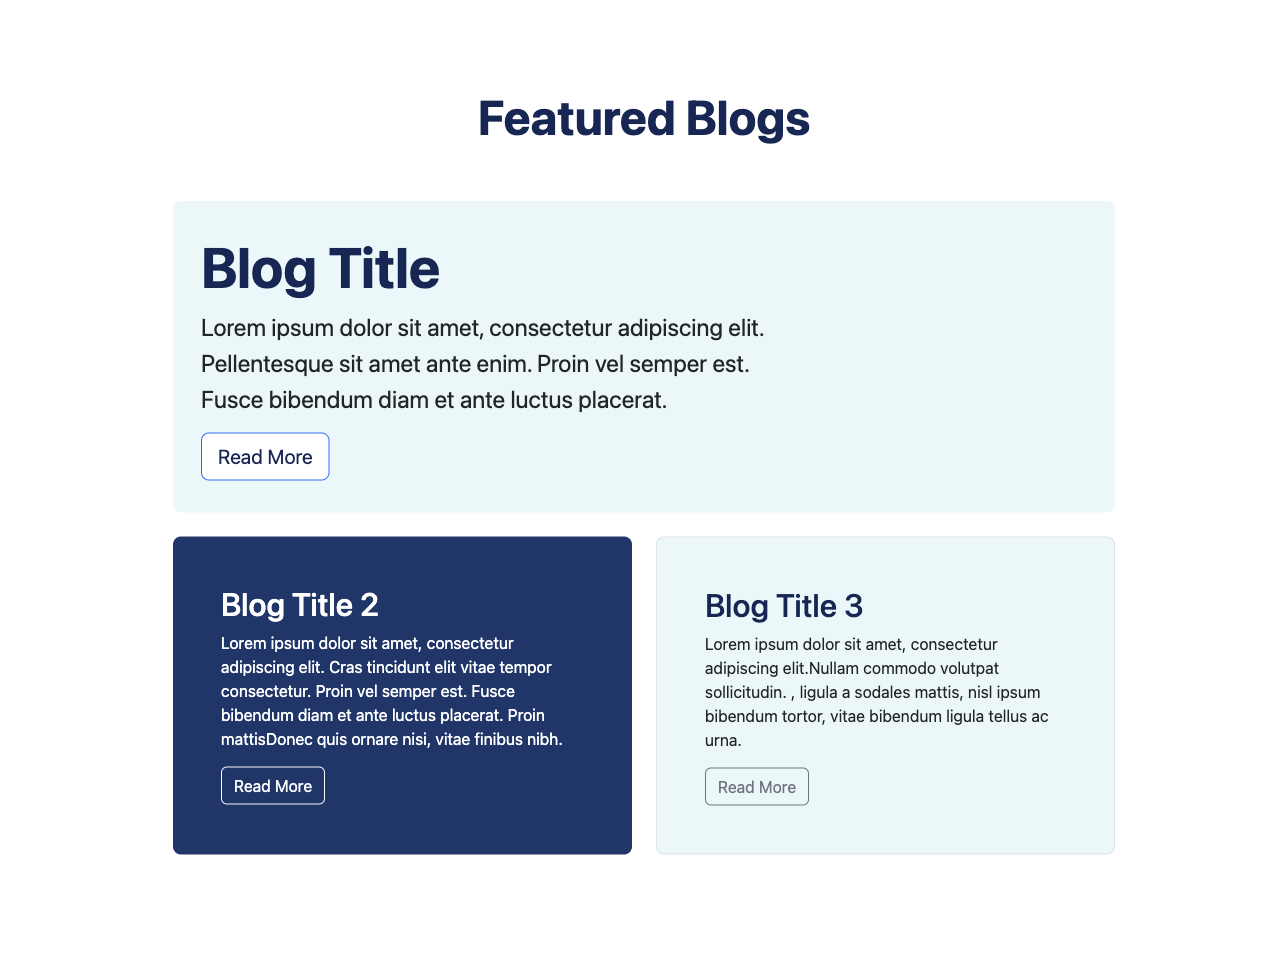 Featured Blogs
Blog Title
Lorem ipsum dolor sit amet, consectetur adipiscing elit.
Pellentesque sit amet ante enim. Proin vel semper est.
Fusce bibendum diam et ante luctus placerat.
Read More
Blog Title 2
Lorem ipsum dolor sit amet, consectetur
adipiscing elit. Cras tincidunt elit vitae tempor
consectetur. Proin vel semper est. Fusce
bibendum diam et ante luctus placerat. Proin
mattisDonec quis ornare nisi, vitae finibus nibh.
Read More
Blog Title 3
Lorem ipsum dolor sit amet, consectetur
adipiscing elit.Nullam commodo volutpat
sollicitudin. , ligula a sodales mattis, nisl ipsum
bibendum tortor, vitae bibendum ligula tellus ac
urna.
Read More